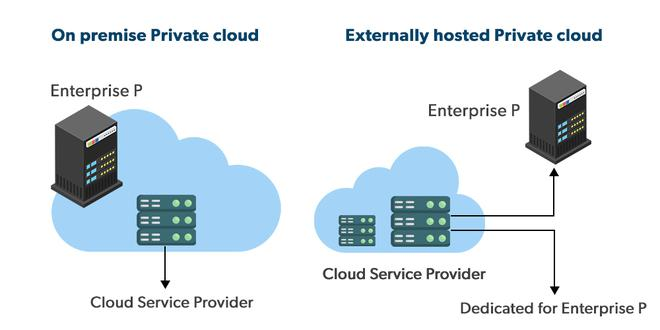 On premise Private cloud
Enterprise P
Cloud Service Provider
Externally hosted Private cloud
Enterprise P
Cloud Service Provider
Dedicated for Enterprise P